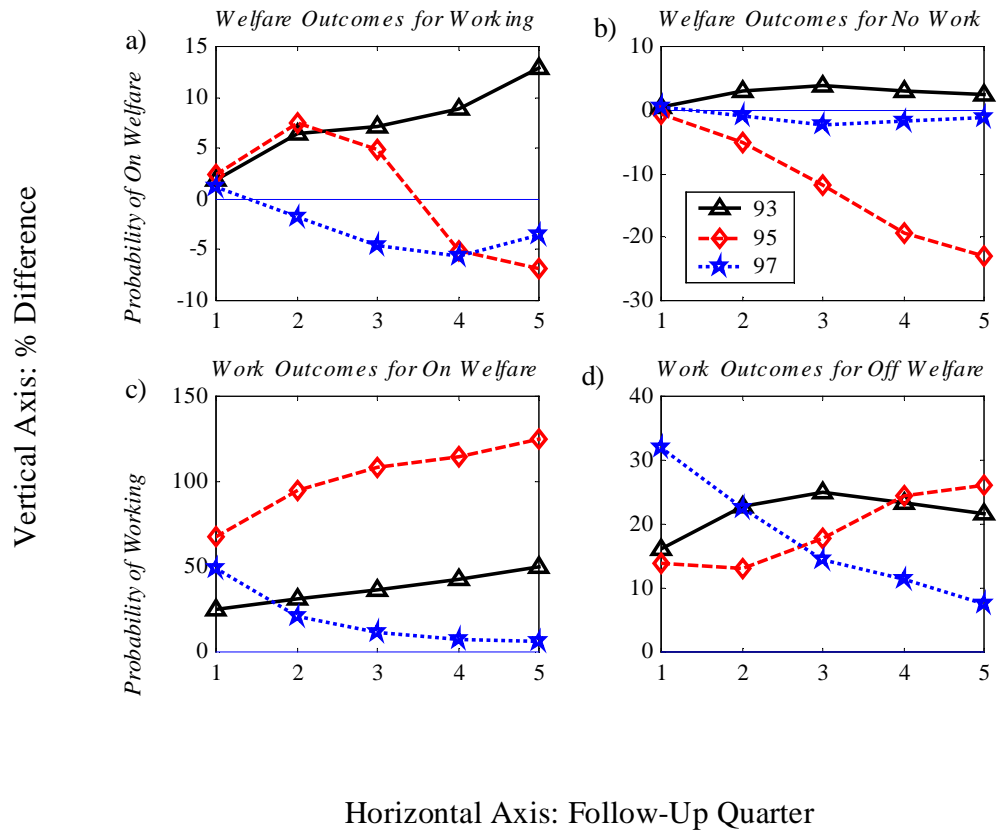 Vertical Axis: % Difference
a)
Welfare Outcomes for Working
Probability of On Welfare
15
10
5
0
-5
-10
1 2 3 4 5
b)
Welfare Outcomes for No Work
10
0
-10
-20
-30
93
95
97
1 2 3 4 5
c)
Work Outcomes for On Welfare
Probability of Working
150
100
50
0
1 2 3 4 5
d)
Work Outcomes for Off Welfare
40
30
20
10
0
1 2 3 4 5
Horizontal Axis: Follow-Up Quarter